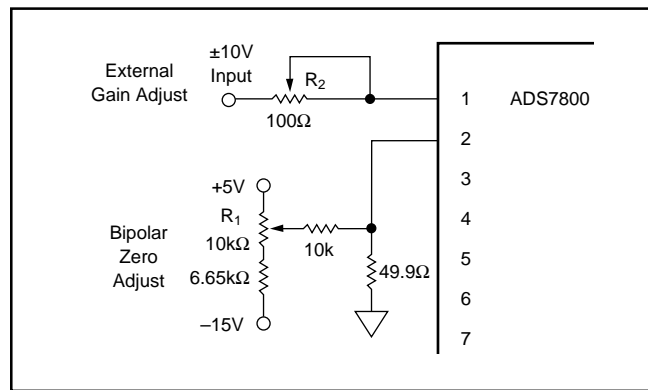 External
Gain Adjust
±10V
Input
R2
100Ω
1
ADS7800
2
3
4
5
6
7
+5V
R1
10kΩ
10k
6.65kΩ
49.9Ω
–15V
Bipolar
Zero
Adjust